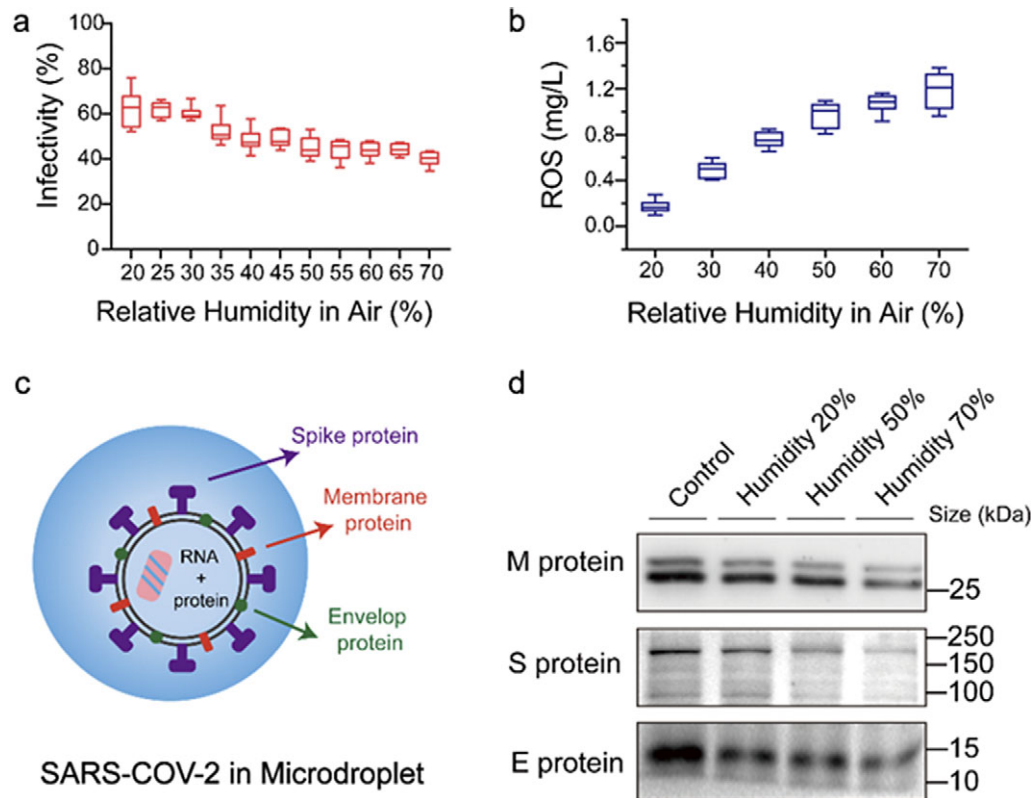 a
100
80
60
40
20
0
Infectivity (%)
20 25 30 35 40 45 50 55 60 65 70
Relative Humidity in Air (%)
b
1.6
1.2
0.8
0.4
0.0
ROS (mg/L)
20 30 40 50 60 70
Relative Humidity in Air (%)
c
Spike protein
Membrane
protein
RNA
+
protein
Envelop
protein
SARS-COV-2 in Microdroplet
d
Control
Humidity 20%
Humidity 50%
Humidity 70%
Size (kDa)
M protein
25
S protein
250
150
100
E protein
15
10